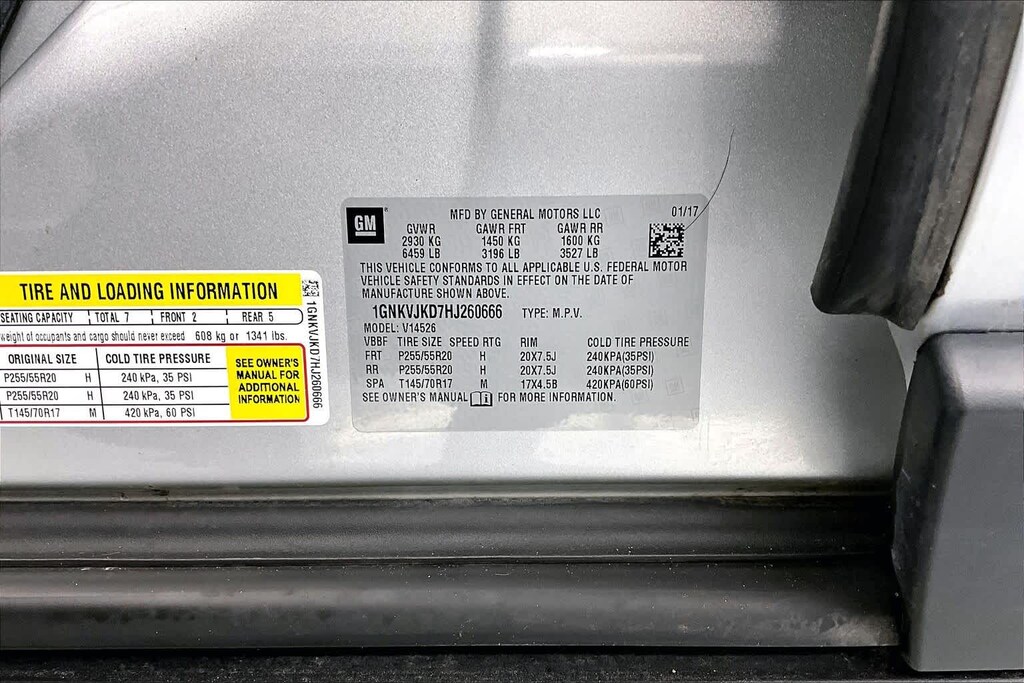 TIRE AND LOADING INFORMATION
SEATING CAPACITY TOTAL 7 FRONT 2 REAR 5
weight of occupants and cargo should never exceed 608 kg or 1341 lbs.
ORIGINAL SIZE COLD TIRE PRESSURE
P255/55R20 H 240 kPa, 35 PSI
P255/55R20 H 240 kPa, 35 PSI
T145/70R17 M 420 kPa, 60 PSI
SEE OWNER'S
MANUAL FOR
ADDITIONAL
INFORMATION
1GNKVJKD7HJ260666
GM
MFD BY GENERAL MOTORS LLC 01/17
GVWR GAWR FRT GAWR RR
2930 KG 1450 KG 1600 KG
6459 LB 3196 LB 3527 LB
THIS VEHICLE CONFORMS TO ALL APPLICABLE U.S. FEDERAL MOTOR
VEHICLE SAFETY STANDARDS IN EFFECT ON THE DATE OF
MANUFACTURE SHOWN ABOVE.
1GNKVJKD7HJ260666 TYPE: M.P.V.
MODEL: V14526
VBBF TIRE SIZE SPEED RTG RIM COLD TIRE PRESSURE
FRT P255/55R20 H 20X7.5J 240KPA(35PSI)
RR P255/55R20 H 20X7.5J 240KPA(35PSI)
SPA T145/70R17 M 17X4.5B 420KPA(60PSI)
SEE OWNER'S MANUAL FOR MORE INFORMATION.